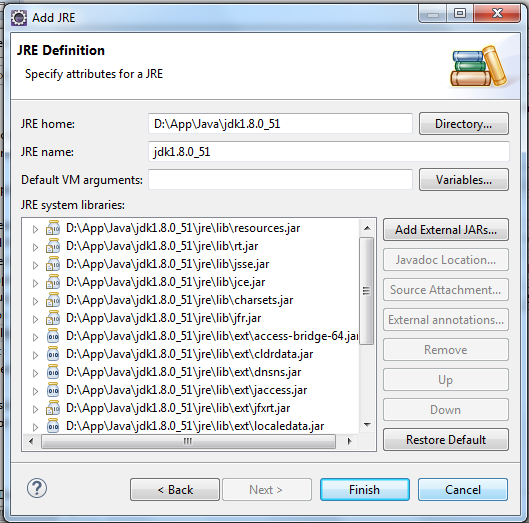 Add JRE
JRE Definition
Specify attributes for a JRE
JRE home: D:\App\Java\jdk1.8.0_51 Directory...
JRE name: jdk1.8.0_51
Default VM arguments: Variables...
JRE system libraries:
D:\App\Java\jdk1.8.0_51\jre\lib\resources.jar
D:\App\Java\jdk1.8.0_51\jre\lib\rt.jar
D:\App\Java\jdk1.8.0_51\jre\lib\jsse.jar
D:\App\Java\jdk1.8.0_51\jre\lib\jce.jar
D:\App\Java\jdk1.8.0_51\jre\lib\charsets.jar
D:\App\Java\jdk1.8.0_51\jre\lib\jfr.jar
D:\App\Java\jdk1.8.0_51\jre\lib\ext\access-bridge-64.jar
D:\App\Java\jdk1.8.0_51\jre\lib\ext\cldrdata.jar
D:\App\Java\jdk1.8.0_51\jre\lib\ext\dnsns.jar
D:\App\Java\jdk1.8.0_51\jre\lib\ext\jaccess.jar
D:\App\Java\jdk1.8.0_51\jre\lib\ext\jfxrt.jar
D:\App\Java\jdk1.8.0_51\jre\lib\ext\localedata.jar
Add External JARs...
Javadoc Location...
Source Attachment...
External annotations...
Remove
Up
Down
Restore Default
? < Back Next > Finish Cancel